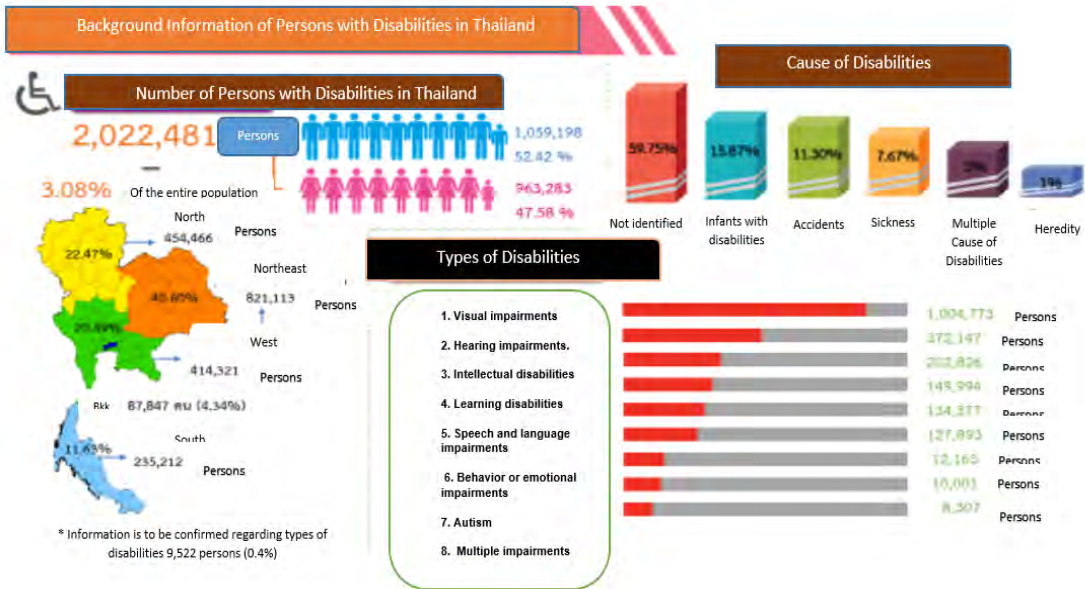 Background Information of Persons with Disabilities in Thailand
Number of Persons with Disabilities in Thailand
2,022,481
Persons
1,059,198
52.42 %
963,283
47.58 %
3.08%
Of the entire population
North
454,466
Persons
22.47%
Northeast
821,113
Persons
40.60%
West
414,321
Persons
Bkk
87,847 คน (4.34%)
South
11.63%
235,212
Persons
* Information is to be confirmed regarding types of
disabilities 9,522 persons (0.4%)
Cause of Disabilities
59.75%
13.87%
11.30%
7.67%
1%
Not identified
Infants with
disabilities
Accidents
Sickness
Multiple
Cause of
Disabilities
Heredity
Types of Disabilities
1. Visual impairments
2. Hearing impairments.
3. Intellectual disabilities
4. Learning disabilities
5. Speech and language
impairments
6. Behavior or emotional
impairments
7. Autism
8. Multiple impairments
1,004,773 Persons
372,147 Persons
202,826 Persons
149,994 Persons
134,377 Persons
127,893 Persons
12,165 Persons
10,001 Persons
8,307 Persons